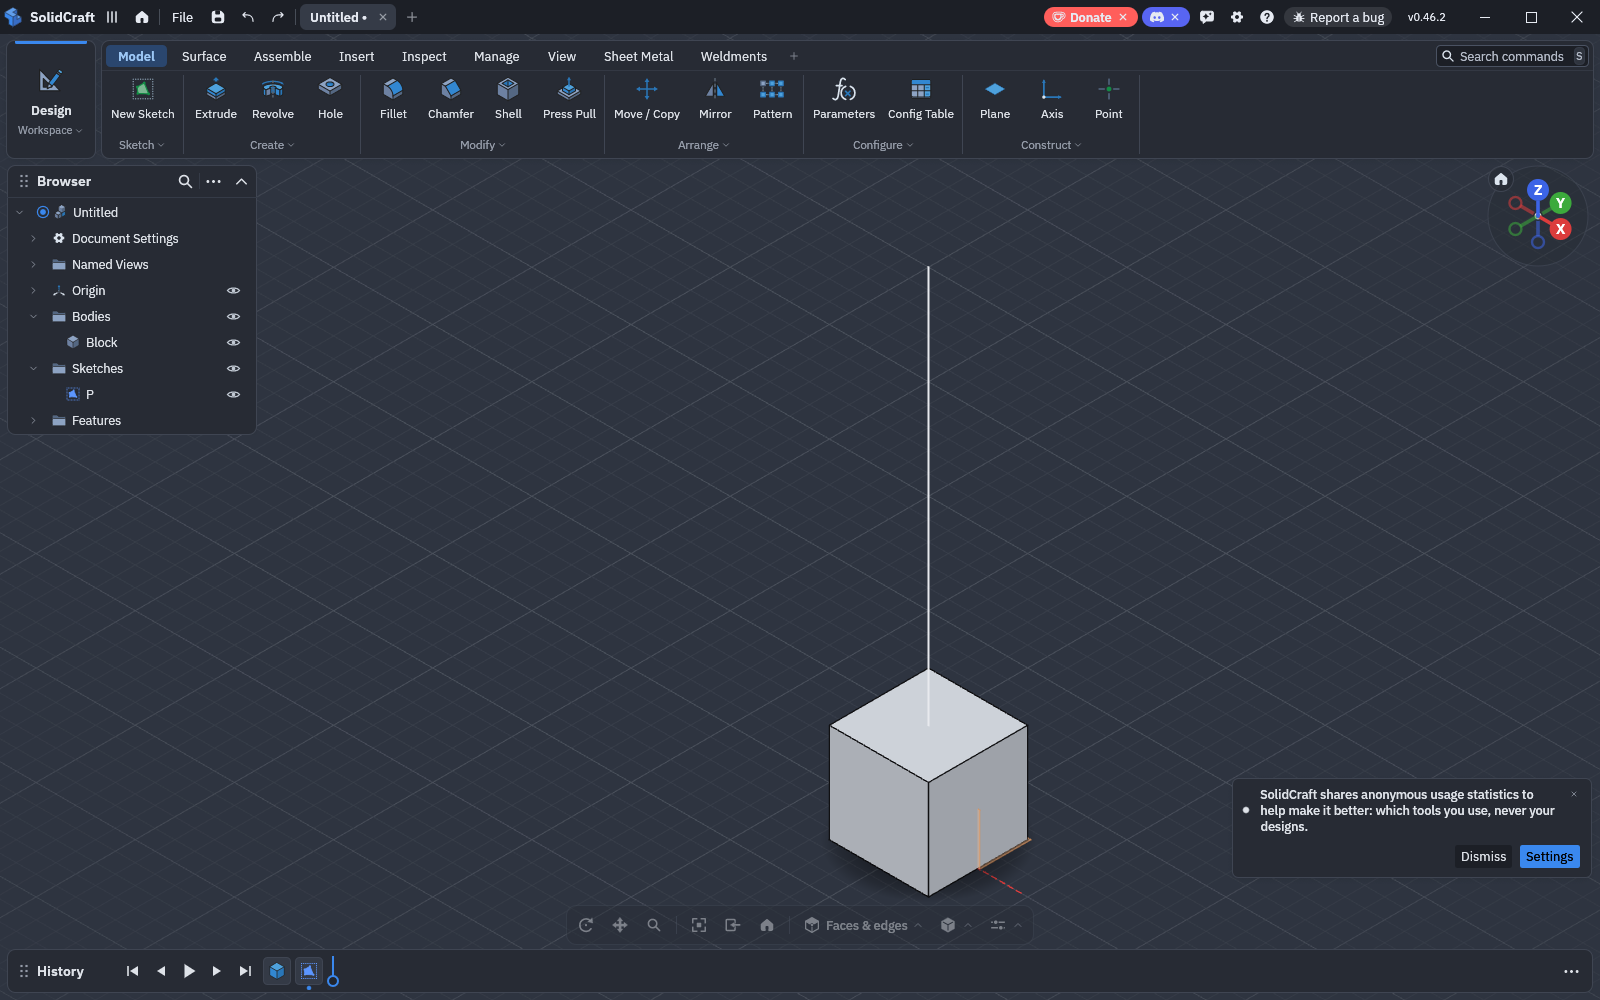 SolidCraft
File
Untitled •
Donate
Report a bug
v0.46.2
Design
Workspace
Model
Surface
Assemble
Insert
Inspect
Manage
View
Sheet Metal
Weldments
Search commands
S
New Sketch
Extrude
Revolve
Hole
Fillet
Chamfer
Shell
Press Pull
Move / Copy
Mirror
Pattern
Parameters
Config Table
Plane
Axis
Point
Sketch
Create
Modify
Arrange
Configure
Construct
Browser
Untitled
Document Settings
Named Views
Origin
Bodies
Block
Sketches
P
Features
Z
Y
X
SolidCraft shares anonymous usage statistics to
help make it better: which tools you use, never your
designs.
Dismiss
Settings
Faces & edges
History